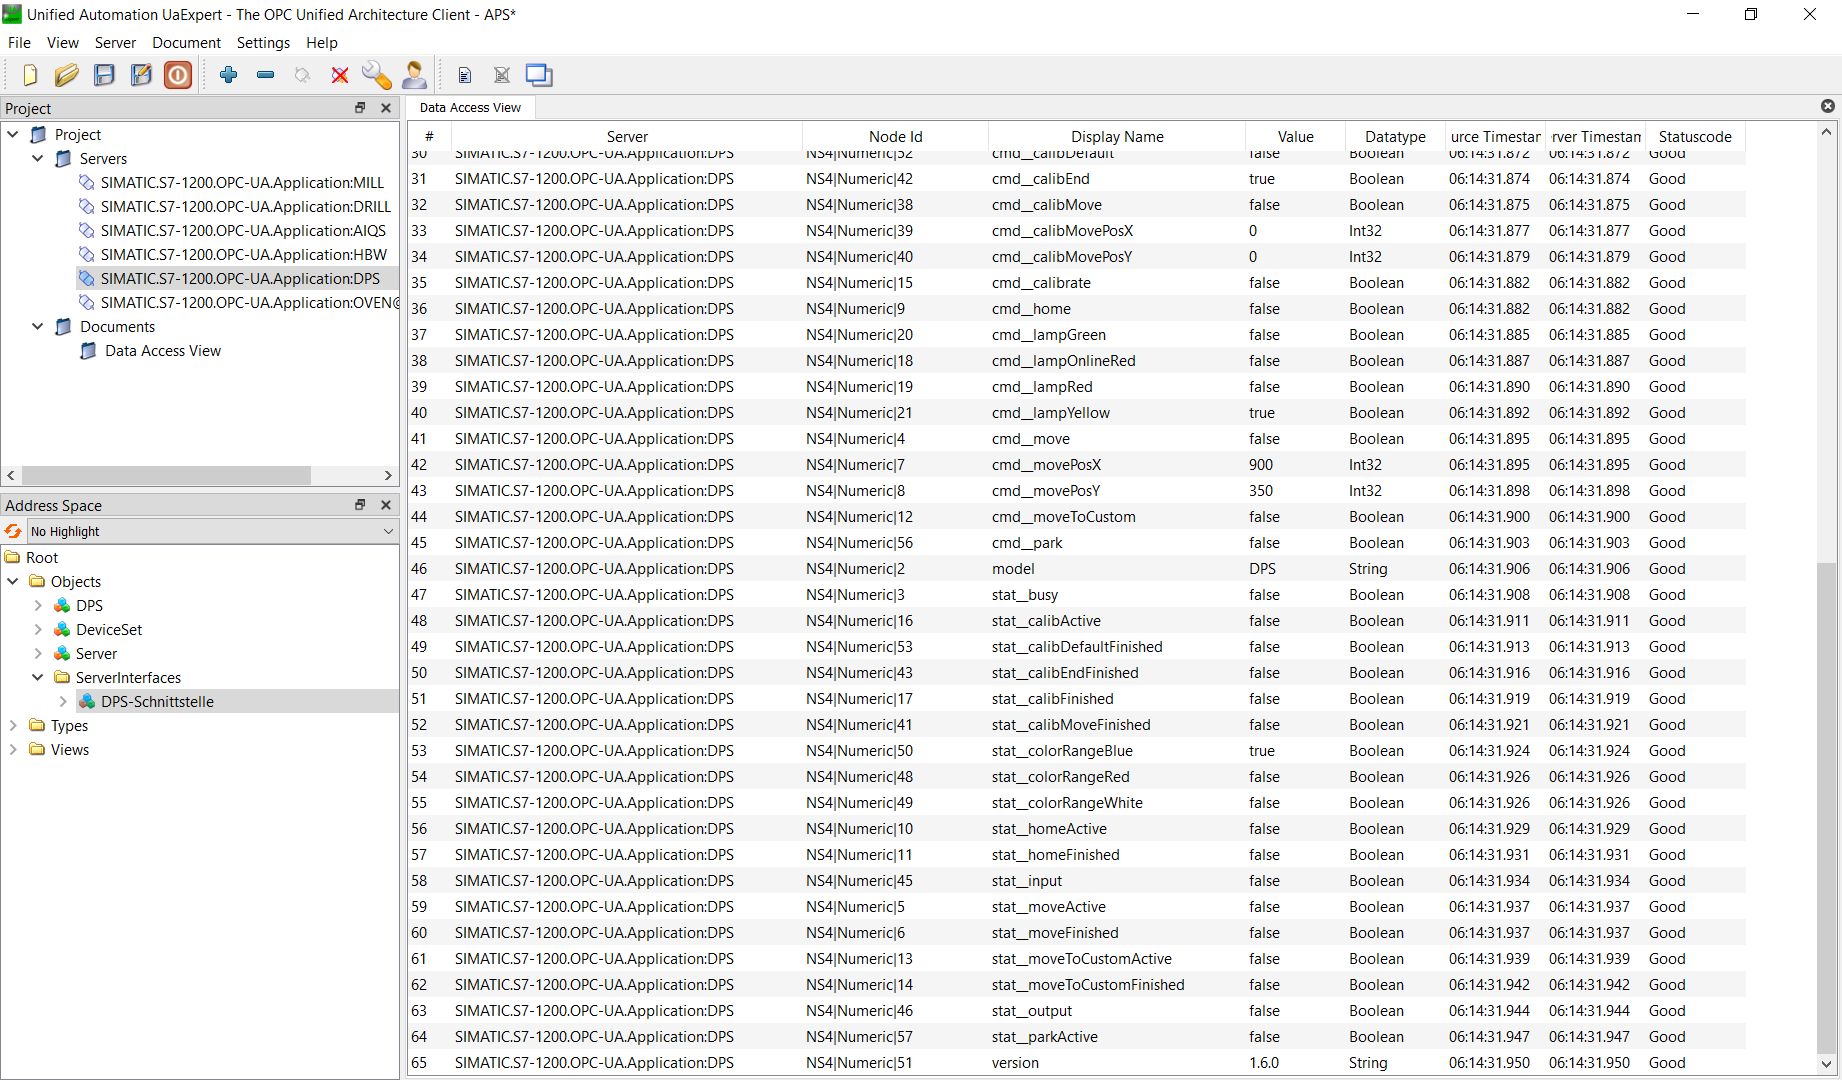 Unified Automation UaExpert - The OPC Unified Architecture Client - APS*
File View Server Document Settings Help
Project
Project
Servers
SIMATIC.S7-1200.OPC-UA.Application:MILL
SIMATIC.S7-1200.OPC-UA.Application:DRILL
SIMATIC.S7-1200.OPC-UA.Application:AIQS
SIMATIC.S7-1200.OPC-UA.Application:HBW
SIMATIC.S7-1200.OPC-UA.Application:DPS
SIMATIC.S7-1200.OPC-UA.Application:OVEN@
Documents
Data Access View
Address Space
No Highlight
Root
Objects
DPS
DeviceSet
Server
ServerInterfaces
DPS-Schnittstelle
Types
Views
Data Access View
# Server Node Id Display Name Value Datatype urce Timestan rver Timestam Statuscode
30 SIMATIC.S7-1200.OPC-UA.Application:DPS NS4|Numeric|52 cmd__calibDefault false Boolean 06:14:31.872 06:14:31.872 Good
31 SIMATIC.S7-1200.OPC-UA.Application:DPS NS4|Numeric|42 cmd__calibEnd true Boolean 06:14:31.874 06:14:31.874 Good
32 SIMATIC.S7-1200.OPC-UA.Application:DPS NS4|Numeric|38 cmd__calibMove false Boolean 06:14:31.875 06:14:31.875 Good
33 SIMATIC.S7-1200.OPC-UA.Application:DPS NS4|Numeric|39 cmd__calibMovePosX 0 Int32 06:14:31.877 06:14:31.877 Good
34 SIMATIC.S7-1200.OPC-UA.Application:DPS NS4|Numeric|40 cmd__calibMovePosY 0 Int32 06:14:31.879 06:14:31.879 Good
35 SIMATIC.S7-1200.OPC-UA.Application:DPS NS4|Numeric|15 cmd__calibrate false Boolean 06:14:31.882 06:14:31.882 Good
36 SIMATIC.S7-1200.OPC-UA.Application:DPS NS4|Numeric|9 cmd__home false Boolean 06:14:31.882 06:14:31.882 Good
37 SIMATIC.S7-1200.OPC-UA.Application:DPS NS4|Numeric|20 cmd__lampGreen false Boolean 06:14:31.885 06:14:31.885 Good
38 SIMATIC.S7-1200.OPC-UA.Application:DPS NS4|Numeric|18 cmd__lampOnlineRed false Boolean 06:14:31.887 06:14:31.887 Good
39 SIMATIC.S7-1200.OPC-UA.Application:DPS NS4|Numeric|19 cmd__lampRed false Boolean 06:14:31.890 06:14:31.890 Good
40 SIMATIC.S7-1200.OPC-UA.Application:DPS NS4|Numeric|21 cmd__lampYellow true Boolean 06:14:31.892 06:14:31.892 Good
41 SIMATIC.S7-1200.OPC-UA.Application:DPS NS4|Numeric|4 cmd__move false Boolean 06:14:31.895 06:14:31.895 Good
42 SIMATIC.S7-1200.OPC-UA.Application:DPS NS4|Numeric|7 cmd__movePosX 900 Int32 06:14:31.895 06:14:31.895 Good
43 SIMATIC.S7-1200.OPC-UA.Application:DPS NS4|Numeric|8 cmd__movePosY 350 Int32 06:14:31.898 06:14:31.898 Good
44 SIMATIC.S7-1200.OPC-UA.Application:DPS NS4|Numeric|12 cmd__moveToCustom false Boolean 06:14:31.900 06:14:31.900 Good
45 SIMATIC.S7-1200.OPC-UA.Application:DPS NS4|Numeric|56 cmd__park false Boolean 06:14:31.903 06:14:31.903 Good
46 SIMATIC.S7-1200.OPC-UA.Application:DPS NS4|Numeric|2 model DPS String 06:14:31.906 06:14:31.906 Good
47 SIMATIC.S7-1200.OPC-UA.Application:DPS NS4|Numeric|3 stat__busy false Boolean 06:14:31.908 06:14:31.908 Good
48 SIMATIC.S7-1200.OPC-UA.Application:DPS NS4|Numeric|16 stat__calibActive false Boolean 06:14:31.911 06:14:31.911 Good
49 SIMATIC.S7-1200.OPC-UA.Application:DPS NS4|Numeric|53 stat__calibDefaultFinished false Boolean 06:14:31.913 06:14:31.913 Good
50 SIMATIC.S7-1200.OPC-UA.Application:DPS NS4|Numeric|43 stat__calibEndFinished false Boolean 06:14:31.916 06:14:31.916 Good
51 SIMATIC.S7-1200.OPC-UA.Application:DPS NS4|Numeric|17 stat__calibFinished false Boolean 06:14:31.919 06:14:31.919 Good
52 SIMATIC.S7-1200.OPC-UA.Application:DPS NS4|Numeric|41 stat__calibMoveFinished false Boolean 06:14:31.921 06:14:31.921 Good
53 SIMATIC.S7-1200.OPC-UA.Application:DPS NS4|Numeric|50 stat__colorRangeBlue true Boolean 06:14:31.924 06:14:31.924 Good
54 SIMATIC.S7-1200.OPC-UA.Application:DPS NS4|Numeric|48 stat__colorRangeRed false Boolean 06:14:31.926 06:14:31.926 Good
55 SIMATIC.S7-1200.OPC-UA.Application:DPS NS4|Numeric|49 stat__colorRangeWhite false Boolean 06:14:31.926 06:14:31.926 Good
56 SIMATIC.S7-1200.OPC-UA.Application:DPS NS4|Numeric|10 stat__homeActive false Boolean 06:14:31.929 06:14:31.929 Good
57 SIMATIC.S7-1200.OPC-UA.Application:DPS NS4|Numeric|11 stat__homeFinished false Boolean 06:14:31.931 06:14:31.931 Good
58 SIMATIC.S7-1200.OPC-UA.Application:DPS NS4|Numeric|45 stat__input false Boolean 06:14:31.934 06:14:31.934 Good
59 SIMATIC.S7-1200.OPC-UA.Application:DPS NS4|Numeric|5 stat__moveActive false Boolean 06:14:31.937 06:14:31.937 Good
60 SIMATIC.S7-1200.OPC-UA.Application:DPS NS4|Numeric|6 stat__moveFinished false Boolean 06:14:31.937 06:14:31.937 Good
61 SIMATIC.S7-1200.OPC-UA.Application:DPS NS4|Numeric|13 stat__moveToCustomActive false Boolean 06:14:31.939 06:14:31.939 Good
62 SIMATIC.S7-1200.OPC-UA.Application:DPS NS4|Numeric|14 stat__moveToCustomFinished false Boolean 06:14:31.942 06:14:31.942 Good
63 SIMATIC.S7-1200.OPC-UA.Application:DPS NS4|Numeric|46 stat__output false Boolean 06:14:31.944 06:14:31.944 Good
64 SIMATIC.S7-1200.OPC-UA.Application:DPS NS4|Numeric|57 stat__parkActive false Boolean 06:14:31.947 06:14:31.947 Good
65 SIMATIC.S7-1200.OPC-UA.Application:DPS NS4|Numeric|51 version 1.6.0 String 06:14:31.950 06:14:31.950 Good